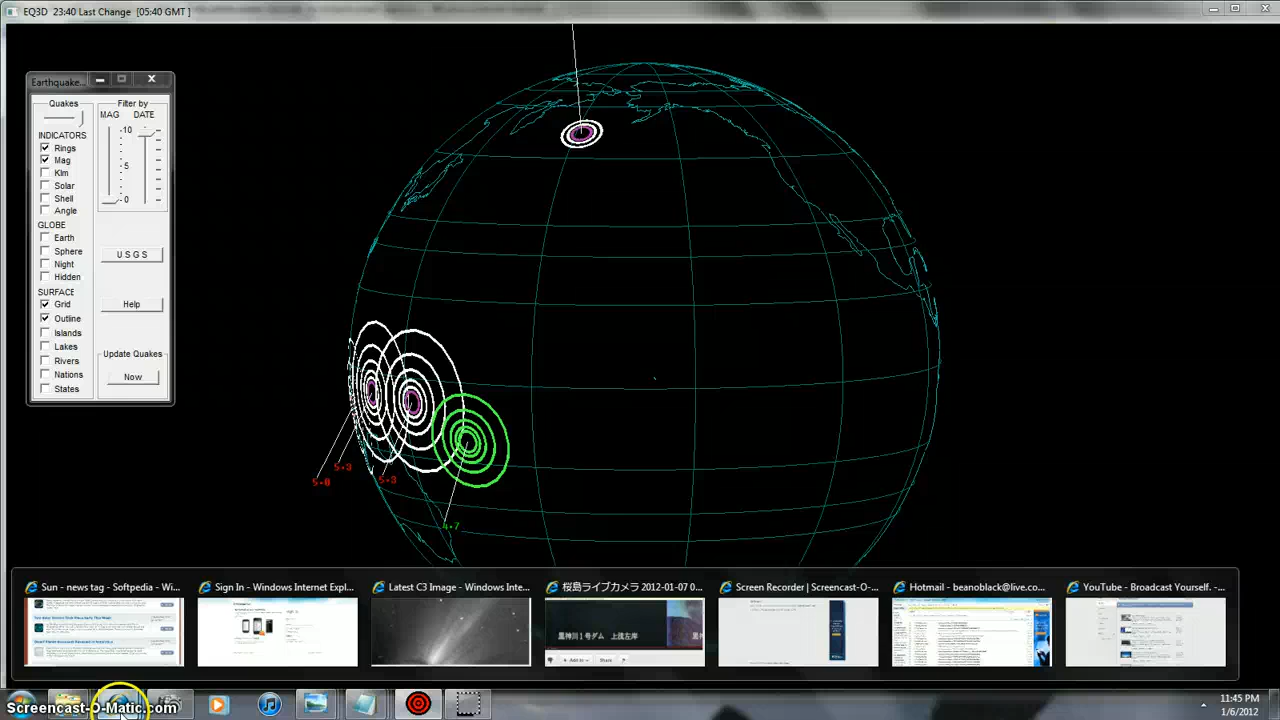 EQ3D 23:40 Last Change [05:40 GMT ]
Earthquake...
Quakes
Filter by
MAG DATE
-10
-5
-0
INDICATORS
Rings
Mag
Klm
Solar
Shell
Angle
GLOBE
Earth
Sphere
Night
Hidden
SURFACE
Grid
Outline
Islands
Lakes
Rivers
Nations
States
U S G S
Help
Update Quakes
Now
5.3
5.8
5.3
4.7
Sun - news tag - Softpedia - Wi...
Sign In - Windows Internet Expl...
Latest C3 Image - Windows Inte...
桜島ライブカメラ 2012-01-07 0...
Screen Recorder | Screencast-O-...
Hotmail - beanoblack@live.co...
YouTube - Broadcast Yourself. -...
Share
Screencast-O-Matic.com
11:45 PM
1/6/2012